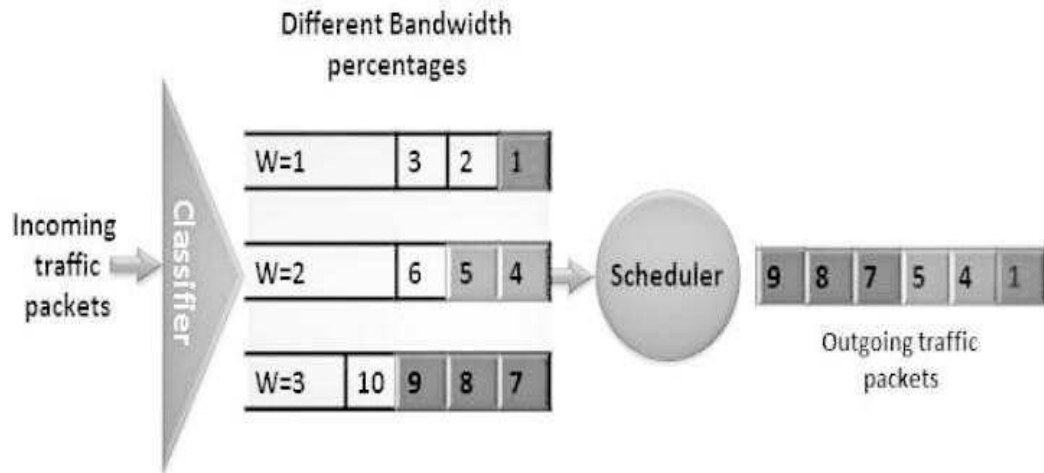 Different Bandwidth
percentages
W=1 3 2 1
Incoming
traffic
packets
Classifier
W=2 6 5 4
Scheduler
9 8 7 5 4 1
Outgoing traffic
packets
W=3 10 9 8 7